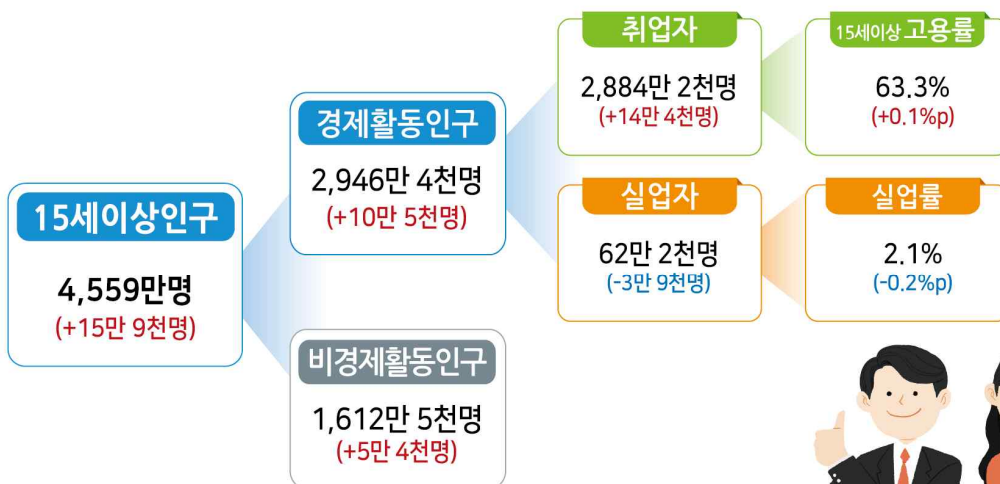 15세이상인구
4,559만명
(+15만 9천명)
경제활동인구
2,946만 4천명
(+10만 5천명)
비경제활동인구
1,612만 5천명
(+5만 4천명)
취업자
2,884만 2천명
(+14만 4천명)
15세이상 고용률
63.3%
(+0.1%p)
실업자
62만 2천명
(-3만 9천명)
실업률
2.1%
(-0.2%p)